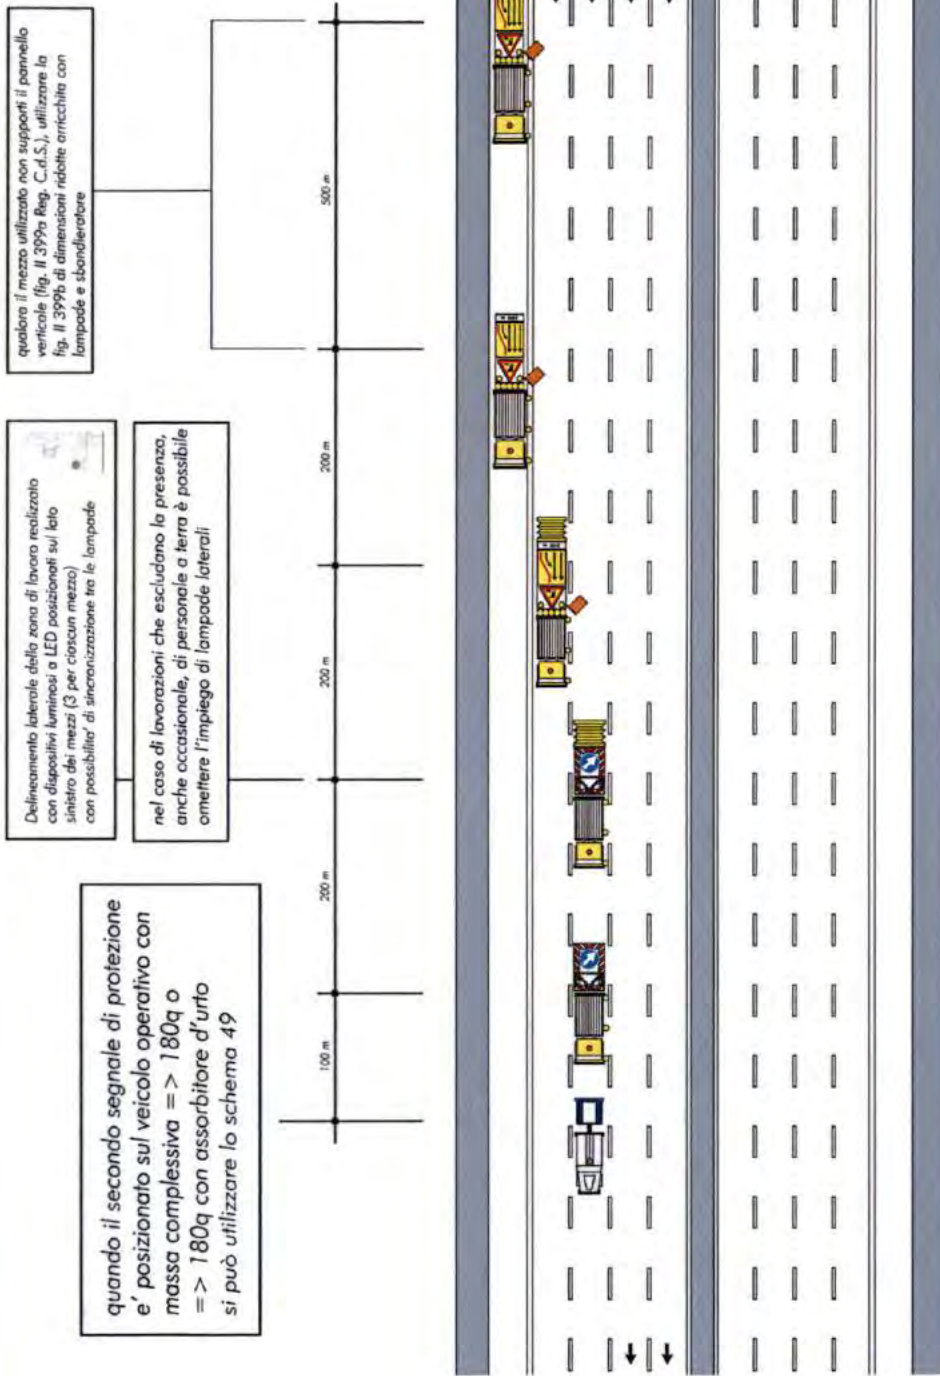 quando il secondo segnale di protezione
e' posizionato sul veicolo operativo con
massa complessiva => 180q o
=> 180q con assorbitore d'urto
si può utilizzare lo schema 49
Delineamento laterale della zona di lavoro realizzato
con dispositivi luminosi a LED posizionati sul lato
sinistro dei mezzi (3 per ciascun mezzo)
con possibilita' di sincronizzazione tra le lampade
nel caso di lavorazioni che escludano la presenza,
anche occasionale, di personale a terra è possibile
omettere l'impiego di lampade laterali
qualora il mezzo utilizzato non supporti il pannello
verticale (fig. II 399a Reg. C.d.S.), utilizzare la
fig. II 399b di dimensioni ridotte arricchita con
lampade e sbandieratore
100 m
200 m
200 m
200 m
500 m